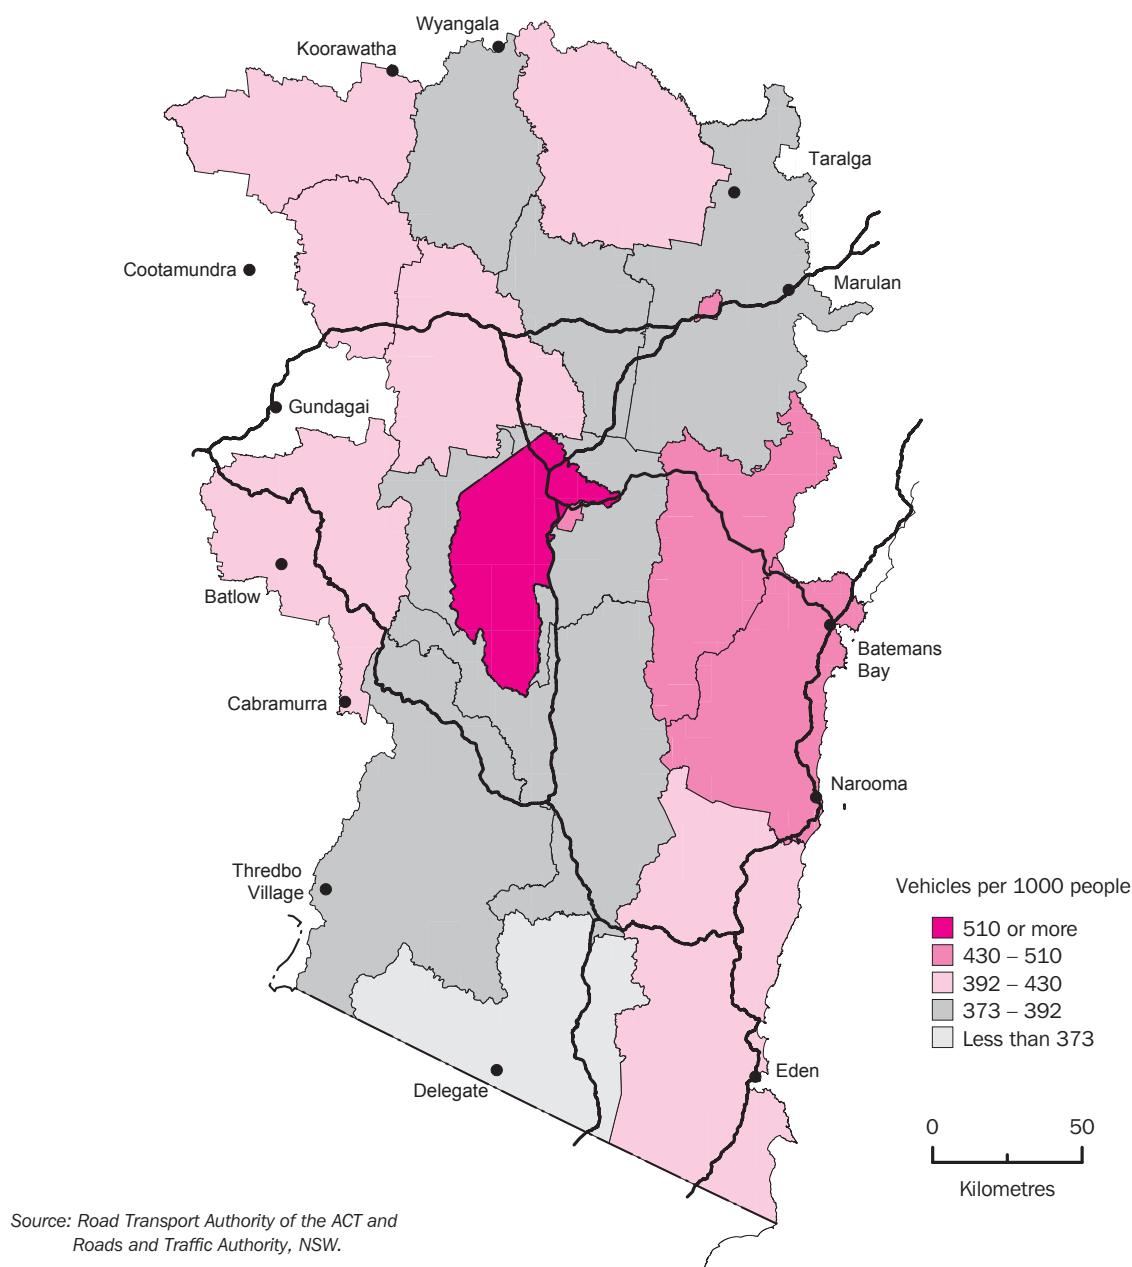 Wyangala
Koorawatha
Taralga
Cootamundra
Marulan
Gundagai
Batlow
Batemans
Bay
Cabramurra
Narooma
Thredbo
Village
Vehicles per 1000 people
510 or more
430 – 510
392 – 430
373 – 392
Less than 373
Eden
Delegate
0 50
Kilometres
Source: Road Transport Authority of the ACT and
Roads and Traffic Authority, NSW.